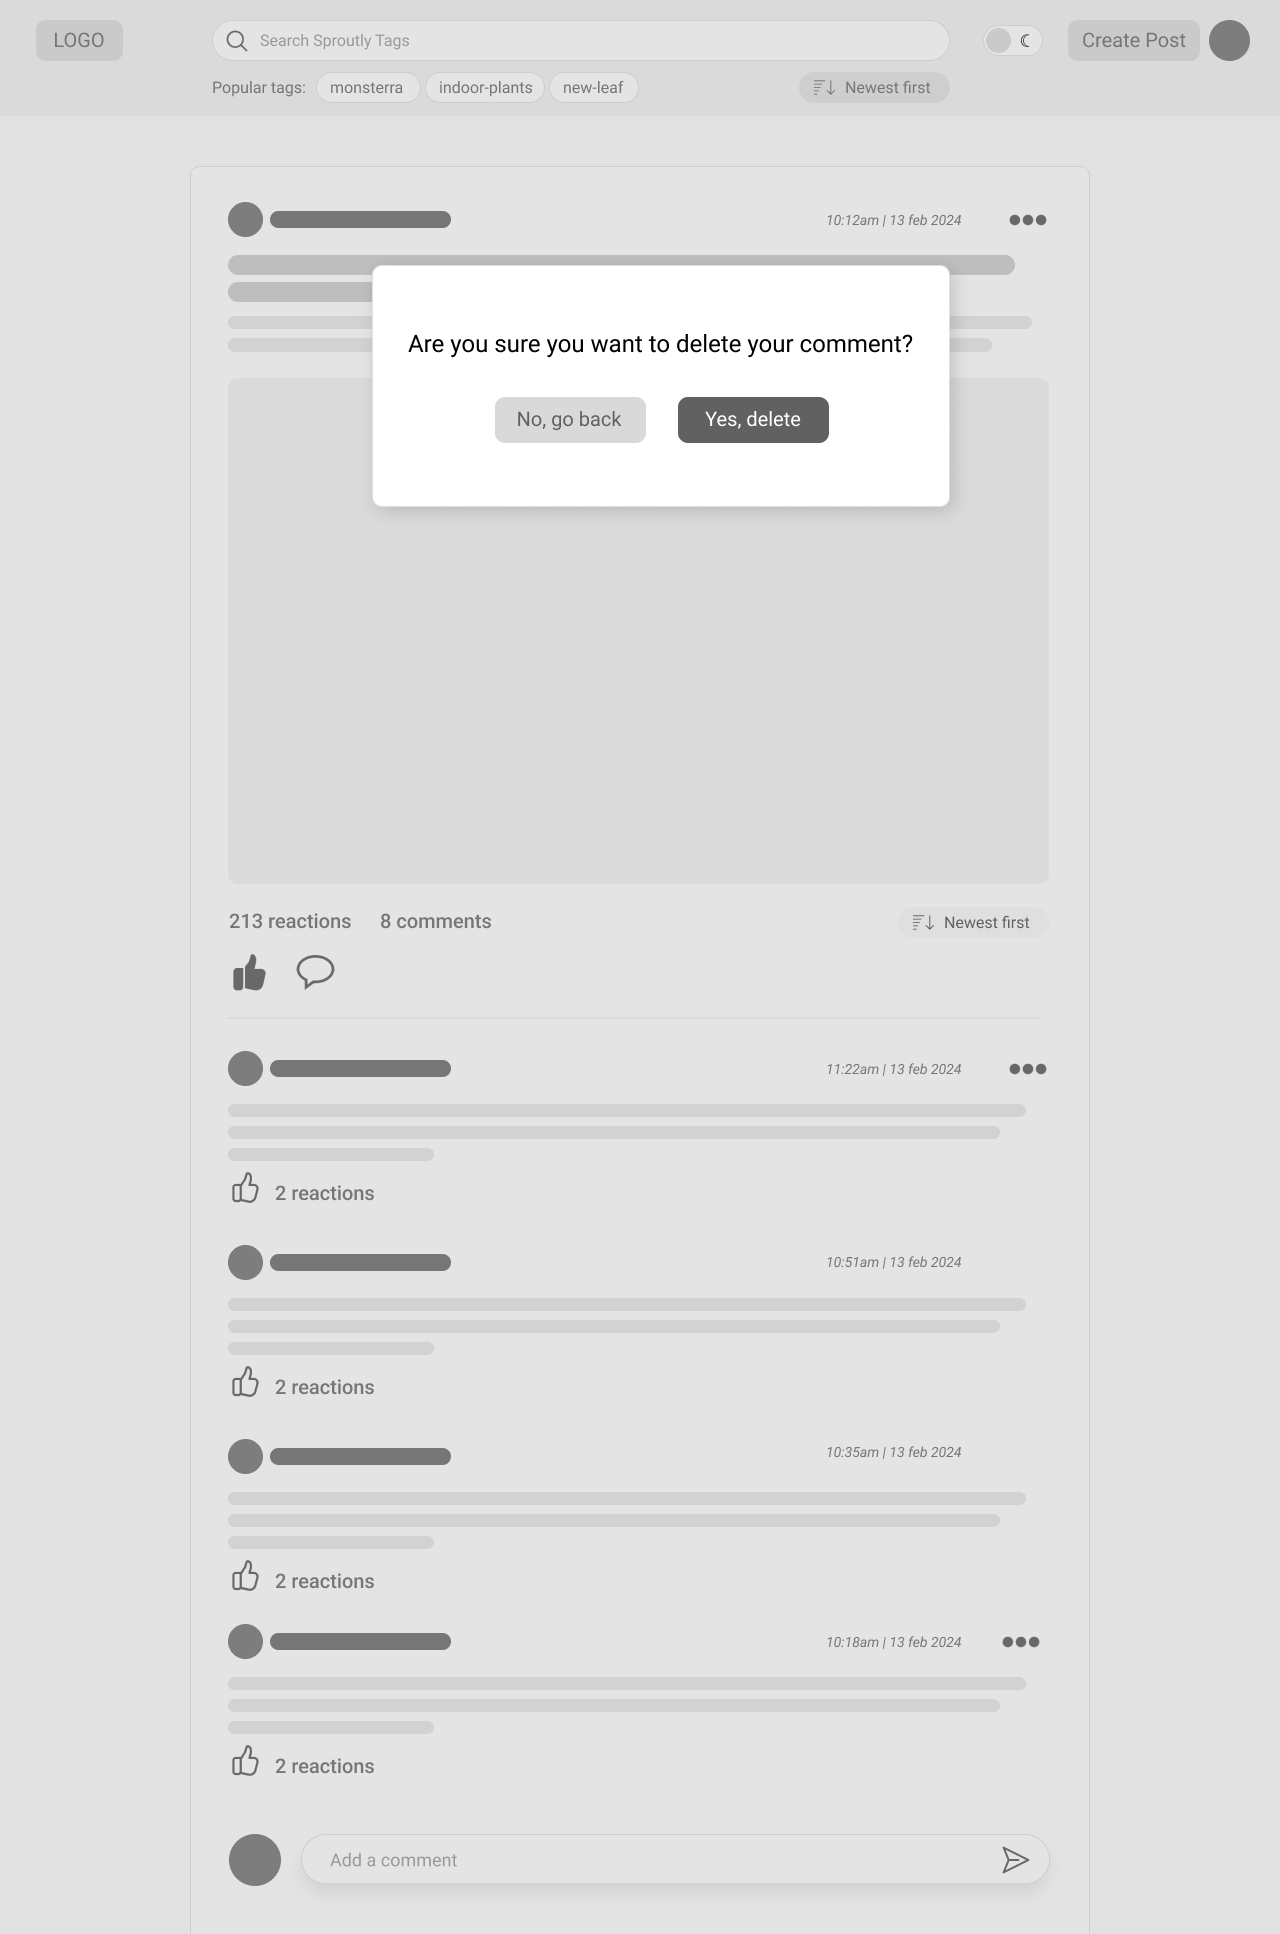 LOGO
Search Sproutly Tags
Create Post
Popular tags: monsterra indoor-plants new-leaf
Newest first
10:12am | 13 feb 2024
Are you sure you want to delete your comment?
No, go back
Yes, delete
213 reactions 8 comments
Newest first
11:22am | 13 feb 2024
2 reactions
10:51am | 13 feb 2024
2 reactions
10:35am | 13 feb 2024
2 reactions
10:18am | 13 feb 2024
2 reactions
Add a comment